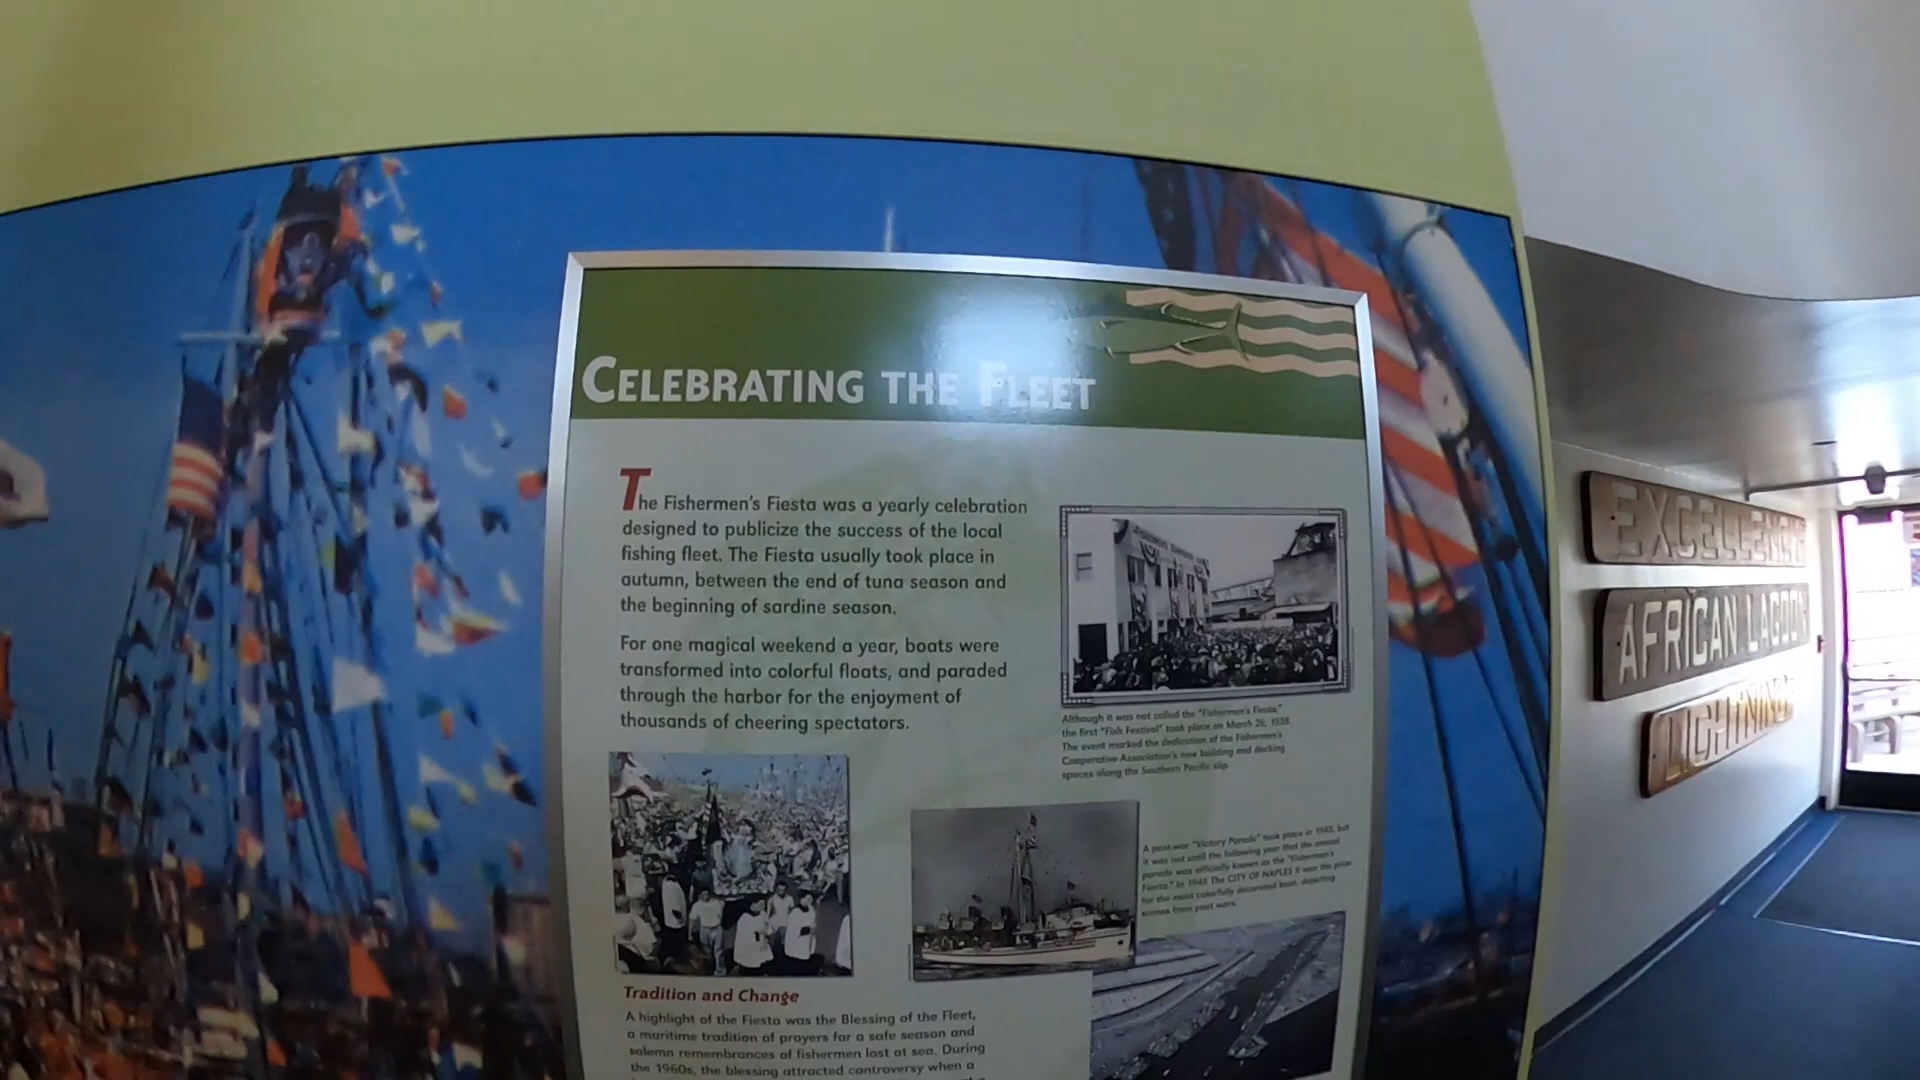 CELEBRATING THE FLEET
The Fishermen's Fiesta was a yearly celebration
designed to publicize the success of the local
fishing fleet. The Fiesta usually took place in
autumn, between the end of tuna season and
the beginning of sardine season.
For one magical weekend a year, boats were
transformed into colorful floats, and paraded
through the harbor for the enjoyment of
thousands of cheering spectators.
Although it was not called the "Fishermen's Fiesta,"
the first "Fish Festival" took place on March 26, 1938.
The event marked the dedication of the Fishermen's
Cooperative Association's new building and docking
spaces along the Southern Pacific slip.
A postwar "Victory Parade" took place in 1945, but
it was not until the following year that the annual
parade was officially known as the "Fishermen's
Fiesta." In 1946 The CITY OF NAPLES II won the prize
for the most colorfully decorated boat, depicting
scenes from past wars.
Tradition and Change
A highlight of the Fiesta was the Blessing of the Fleet,
a maritime tradition of prayers for a safe season and
solemn remembrances of fishermen lost at sea. During
the 1960s, the blessing attracted controversy when a
EXCELLENCY
AFRICAN LAGOON
LIGHTNING